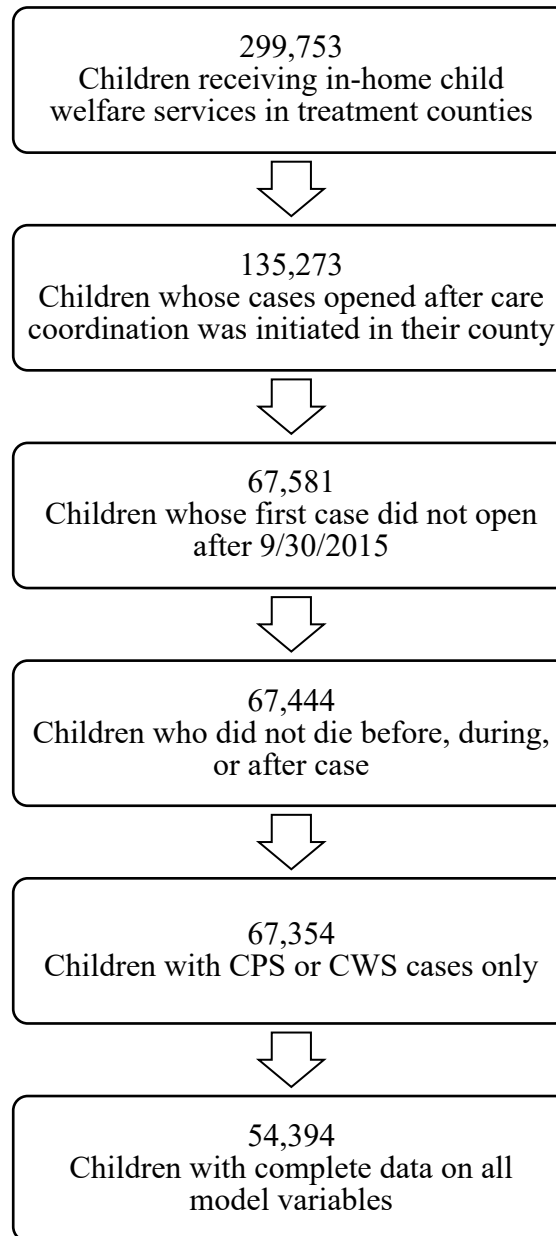 299,753
Children receiving in-home child
welfare services in treatment counties
135,273
Children whose cases opened after care
coordination was initiated in their county
67,581
Children whose first case did not open
after 9/30/2015
67,444
Children who did not die before, during,
or after case
67,354
Children with CPS or CWS cases only
54,394
Children with complete data on all
model variables